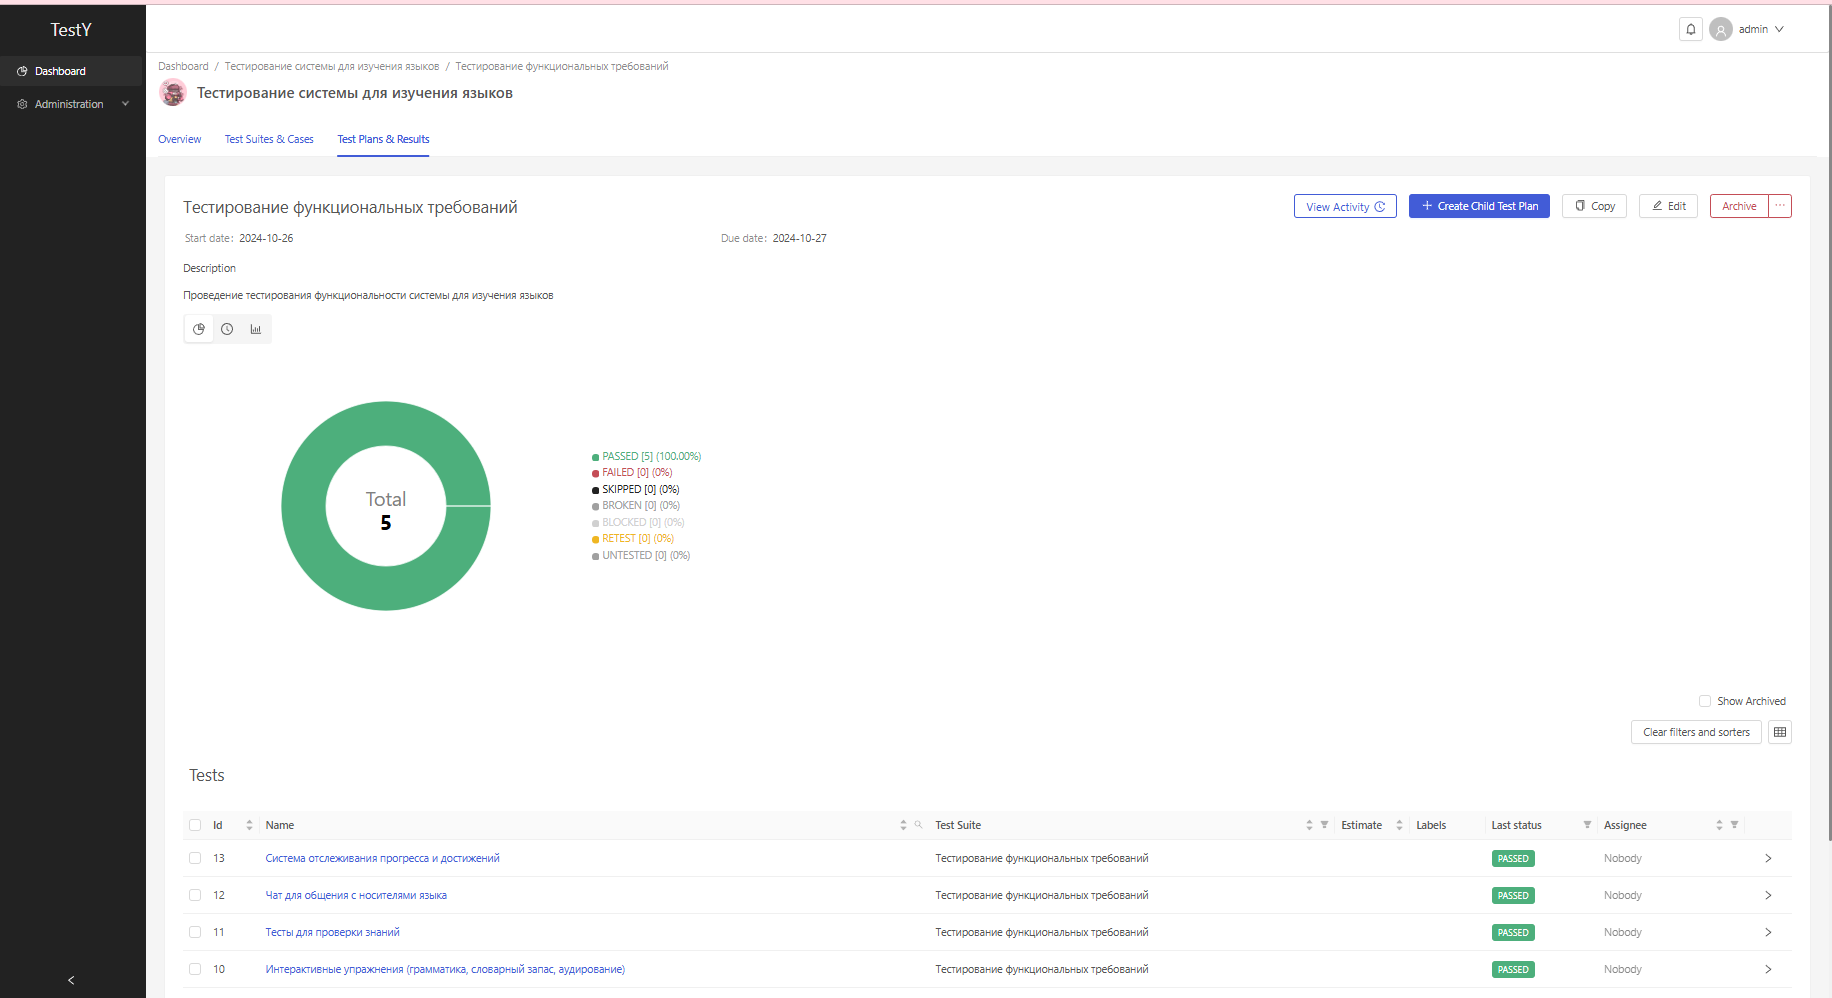 TestY
admin
Dashboard
Administration
Dashboard / Тестирование системы для изучения языков / Тестирование функциональных требований
Тестирование системы для изучения языков
Overview Test Suites & Cases Test Plans & Results
Тестирование функциональных требований
View Activity + Create Child Test Plan Copy Edit Archive ...
Start date: 2024-10-26 Due date: 2024-10-27
Description
Проведение тестирования функциональности системы для изучения языков
Total
5
PASSED [5] (100.00%)
FAILED [0] (0%)
SKIPPED [0] (0%)
BROKEN [0] (0%)
BLOCKED [0] (0%)
RETEST [0] (0%)
UNTESTED [0] (0%)
Show Archived
Clear filters and sorters
Tests
Id Name Test Suite Estimate Labels Last status Assignee
13 Система отслеживания прогресса и достижений Тестирование функциональных требований PASSED Nobody
12 Чат для общения с носителями языка Тестирование функциональных требований PASSED Nobody
11 Тесты для проверки знаний Тестирование функциональных требований PASSED Nobody
10 Интерактивные упражнения (грамматика, словарный запас, аудирование) Тестирование функциональных требований PASSED Nobody